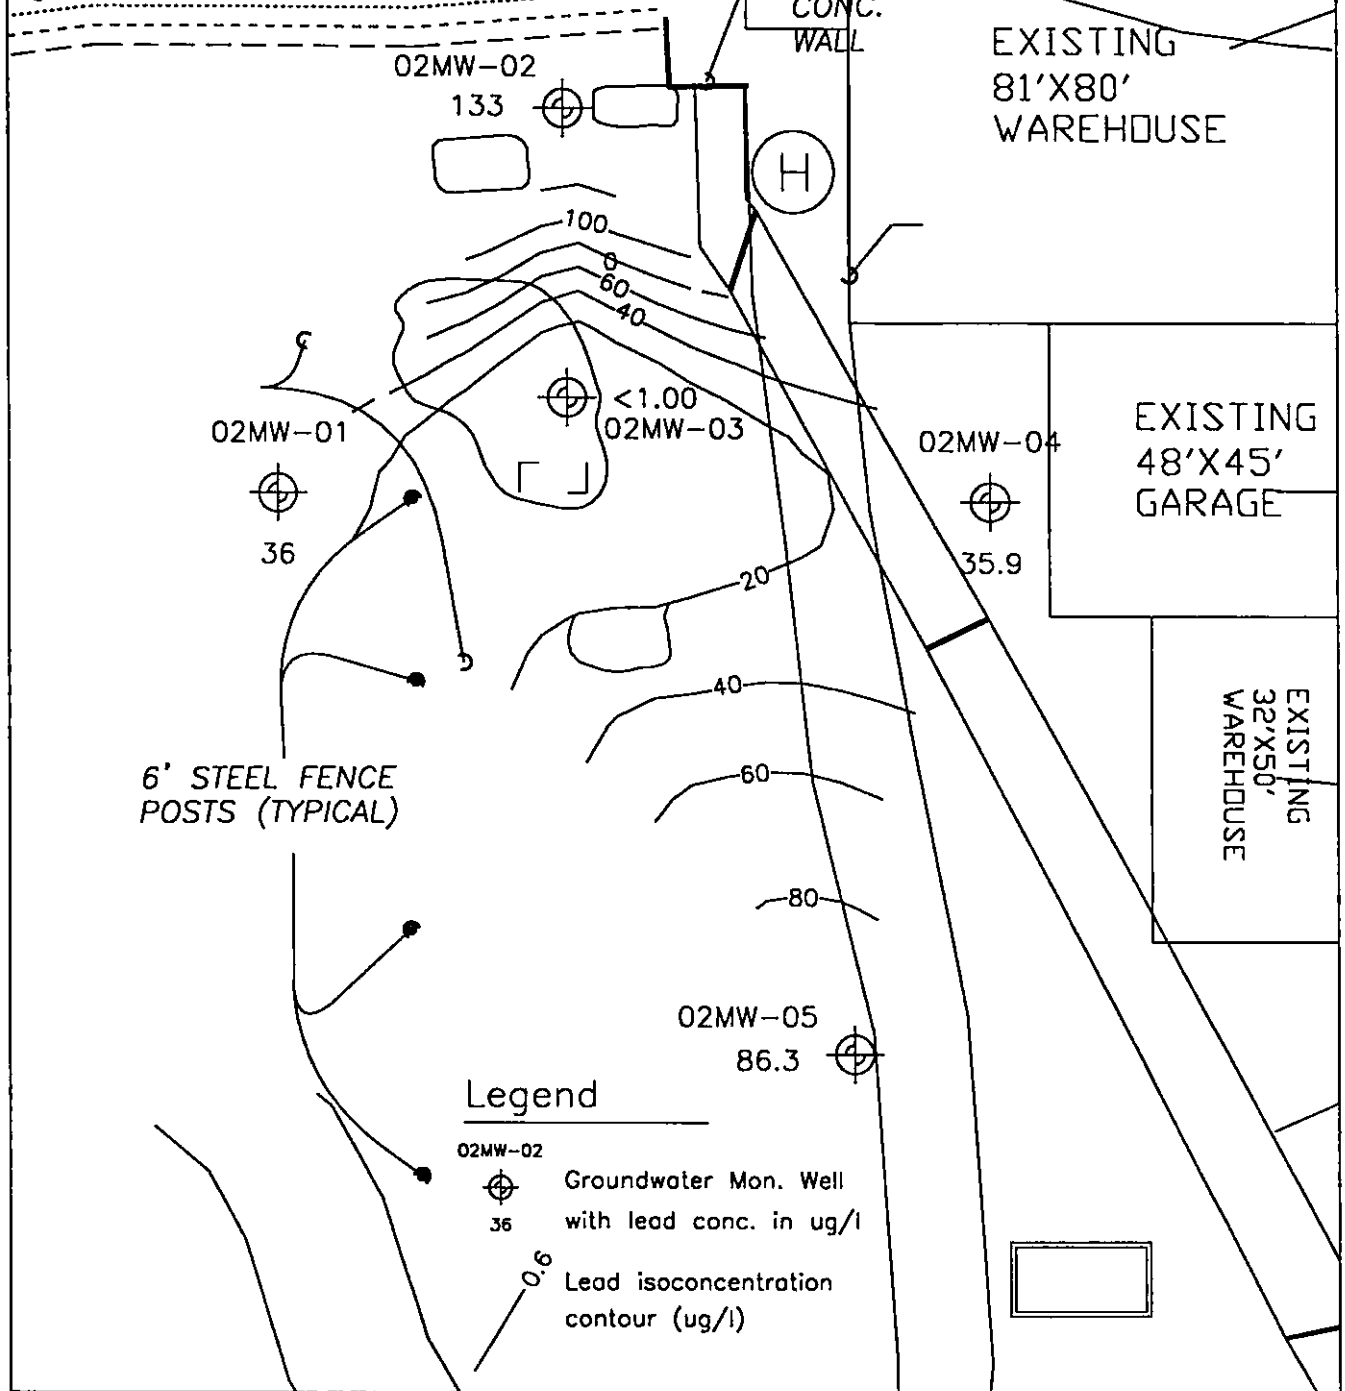 CONC.
WALL
EXISTING
81'X80'
WAREHOUSE
02MW-02
133
H
100
0
60
40
<1.00
02MW-03
02MW-01
36
02MW-04
35.9
EXISTING
48'X45'
GARAGE
20
40
60
80
EXISTING
32'X50'
WAREHOUSE
6' STEEL FENCE
POSTS (TYPICAL)
02MW-05
86.3
Legend
02MW-02
36
Groundwater Mon. Well
with lead conc. in ug/l
0.6
Lead isoconcentration
contour (ug/l)